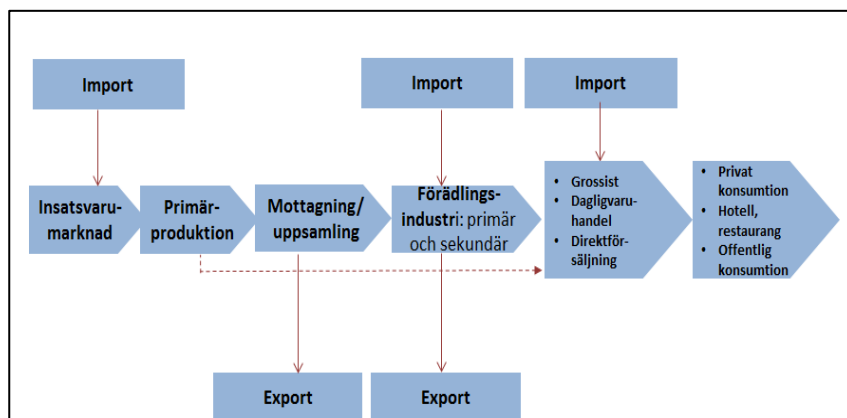 Import
Import
Import
Insatsvaru-
marknad
Primär-
produktion
Mottagning/
uppsamling
Förädlings-
industri: primär
och sekundär
• Grossist
• Dagligvaru-
handel
• Direktför-
säljning
• Privat
konsumtion
• Hotell,
restaurang
• Offentlig
konsumtion
Export
Export